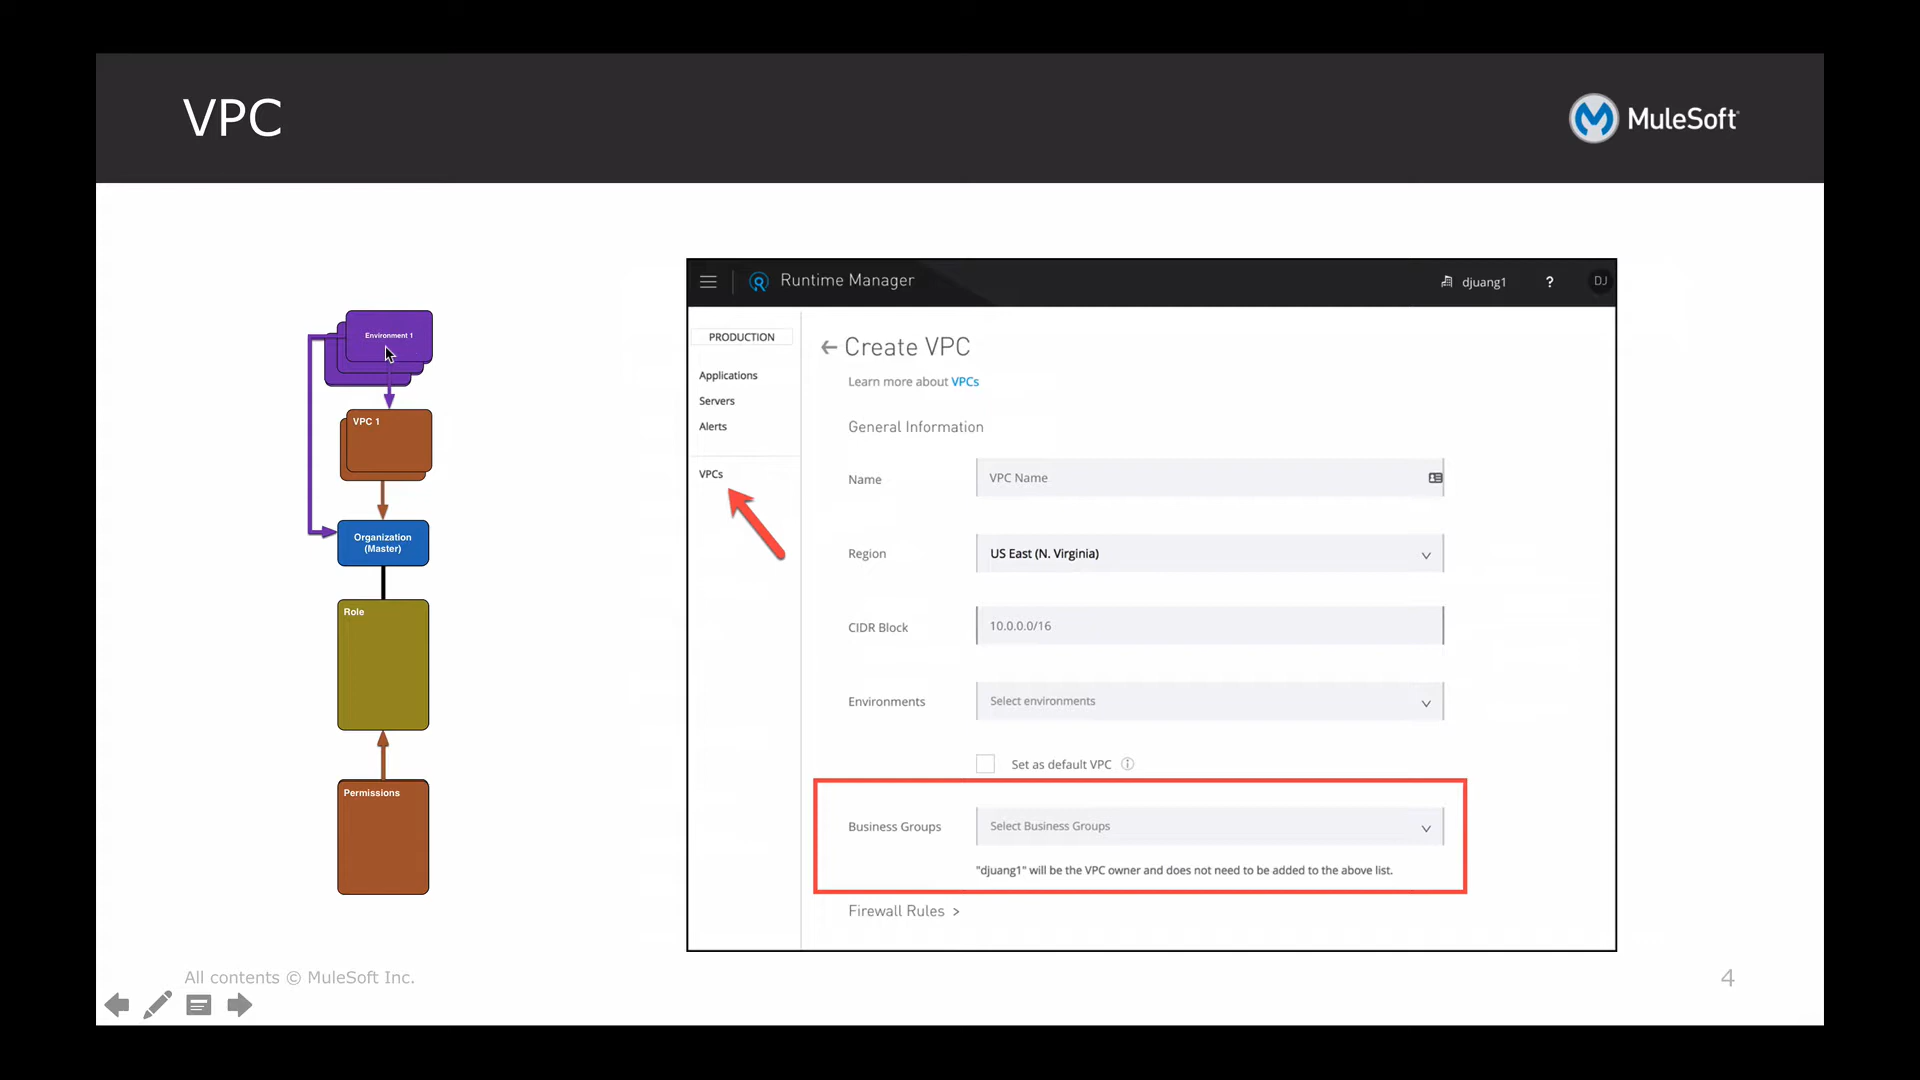 VPC
MuleSoft
Environment 1
VPC 1
Organization
(Master)
Role
Permissions
Runtime Manager
djuang1
?
DJ
PRODUCTION
Applications
Servers
Alerts
VPCs
Create VPC
Learn more about VPCs
General Information
Name
VPC Name
Region
US East (N. Virginia)
CIDR Block
10.0.0.0/16
Environments
Select environments
Set as default VPC
Business Groups
Select Business Groups
"djuang1" will be the VPC owner and does not need to be added to the above list.
Firewall Rules >
All contents © MuleSoft Inc.
4